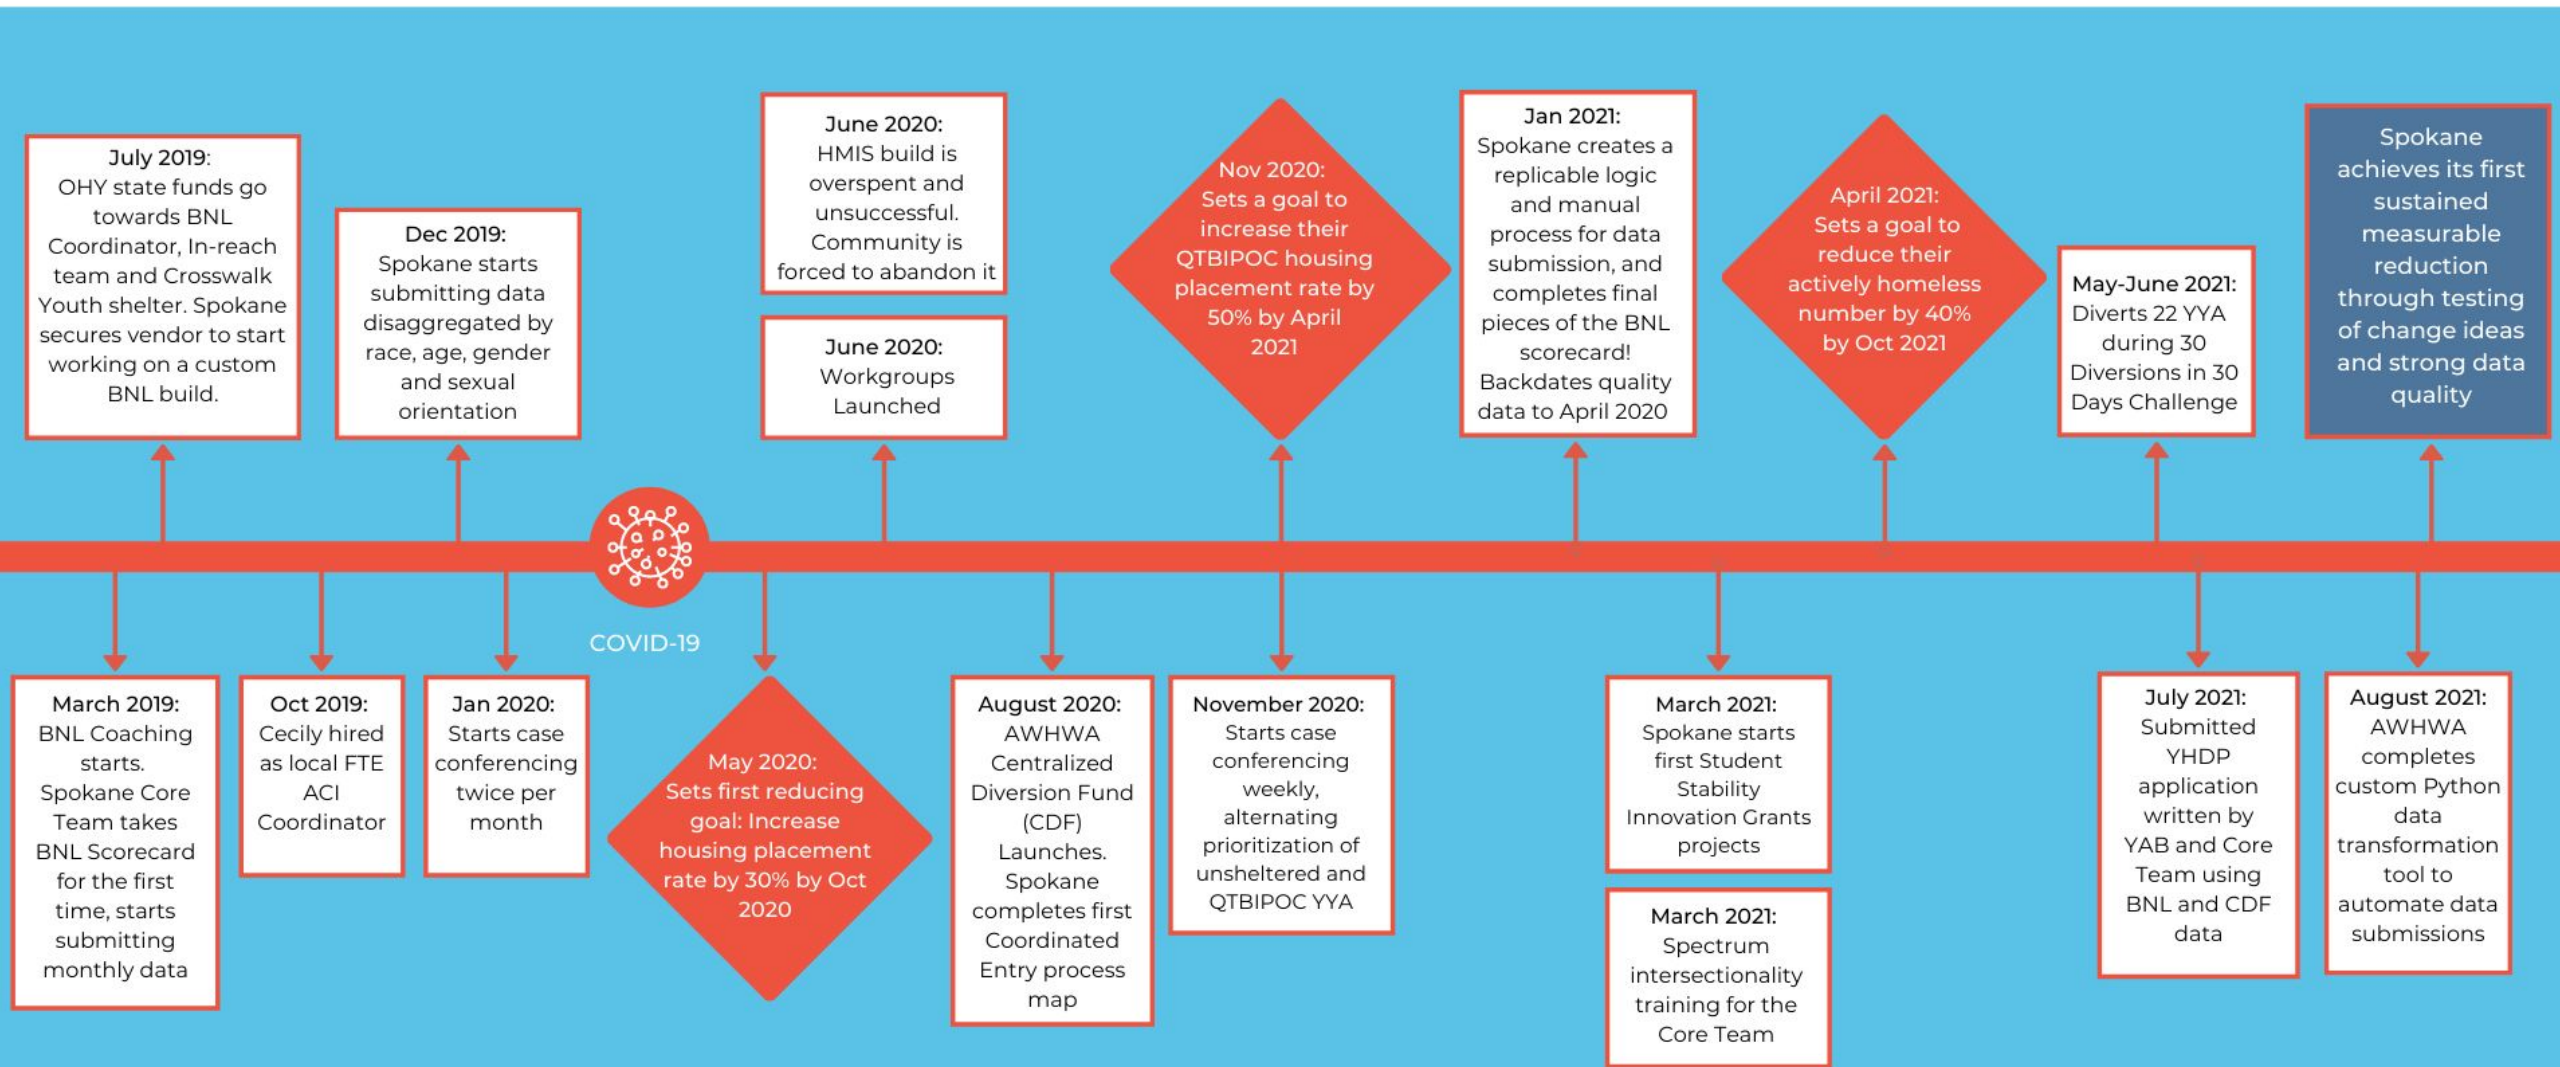 July 2019:
OHY state funds go
towards BNL
Coordinator, In-reach
team and Crosswalk
Youth shelter. Spokane
secures vendor to start
working on a custom
BNL build.
Dec 2019:
Spokane starts
submitting data
disaggregated by
race, age, gender
and sexual
orientation
June 2020:
HMIS build is
overspent and
unsuccessful.
Community is
forced to abandon it
June 2020:
Workgroups
Launched
Nov 2020:
Sets a goal to
increase their
QTBIPOC housing
placement rate by
50% by April
2021
Jan 2021:
Spokane creates a
replicable logic
and manual
process for data
submission, and
completes final
pieces of the BNL
scorecard!
Backdates quality
data to April 2020
April 2021:
Sets a goal to
reduce their
actively homeless
number by 40%
by Oct 2021
May-June 2021:
Diverts 22 YYA
during 30
Diversions in 30
Days Challenge
Spokane
achieves its first
sustained
measurable
reduction
through testing
of change ideas
and strong data
quality
COVID-19
March 2019:
BNL Coaching
starts.
Spokane Core
Team takes
BNL Scorecard
for the first
time, starts
submitting
monthly data
Oct 2019:
Cecily hired
as local FTE
ACI
Coordinator
Jan 2020:
Starts case
conferencing
twice per
month
May 2020:
Sets first reducing
goal: Increase
housing placement
rate by 30% by Oct
2020
August 2020:
AWHWA
Centralized
Diversion Fund
(CDF)
Launches.
Spokane
completes first
Coordinated
Entry process
map
November 2020:
Starts case
conferencing
weekly,
alternating
prioritization of
unsheltered and
QTBIPOC YYA
March 2021:
Spokane starts
first Student
Stability
Innovation Grants
projects
March 2021:
Spectrum
intersectionality
training for the
Core Team
July 2021:
Submitted
YHDP
application
written by
YAB and Core
Team using
BNL and CDF
data
August 2021:
AWHWA
completes
custom Python
data
transformation
tool to
automate data
submissions